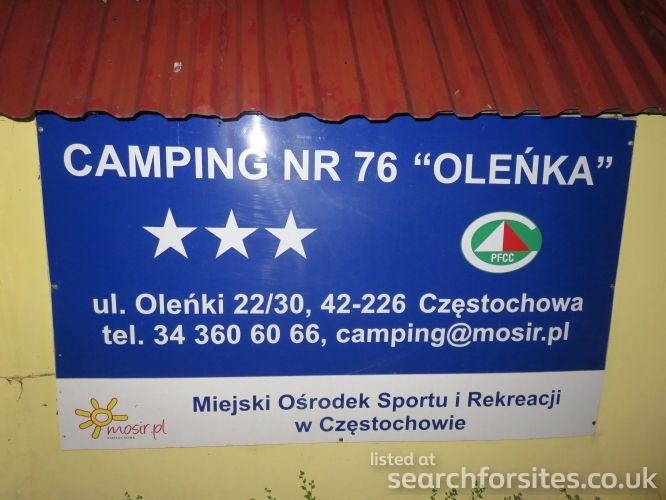 CAMPING NR 76 “OLEŃKA”
PFCC
ul. Oleńki 22/30, 42-226 Częstochowa
tel. 34 360 60 66, camping@mosir.pl
mosir.pl
CZĘSTOCHOWA
Miejski Ośrodek Sportu i Rekreacji
w Częstochowie
listed at
searchforsites.co.uk